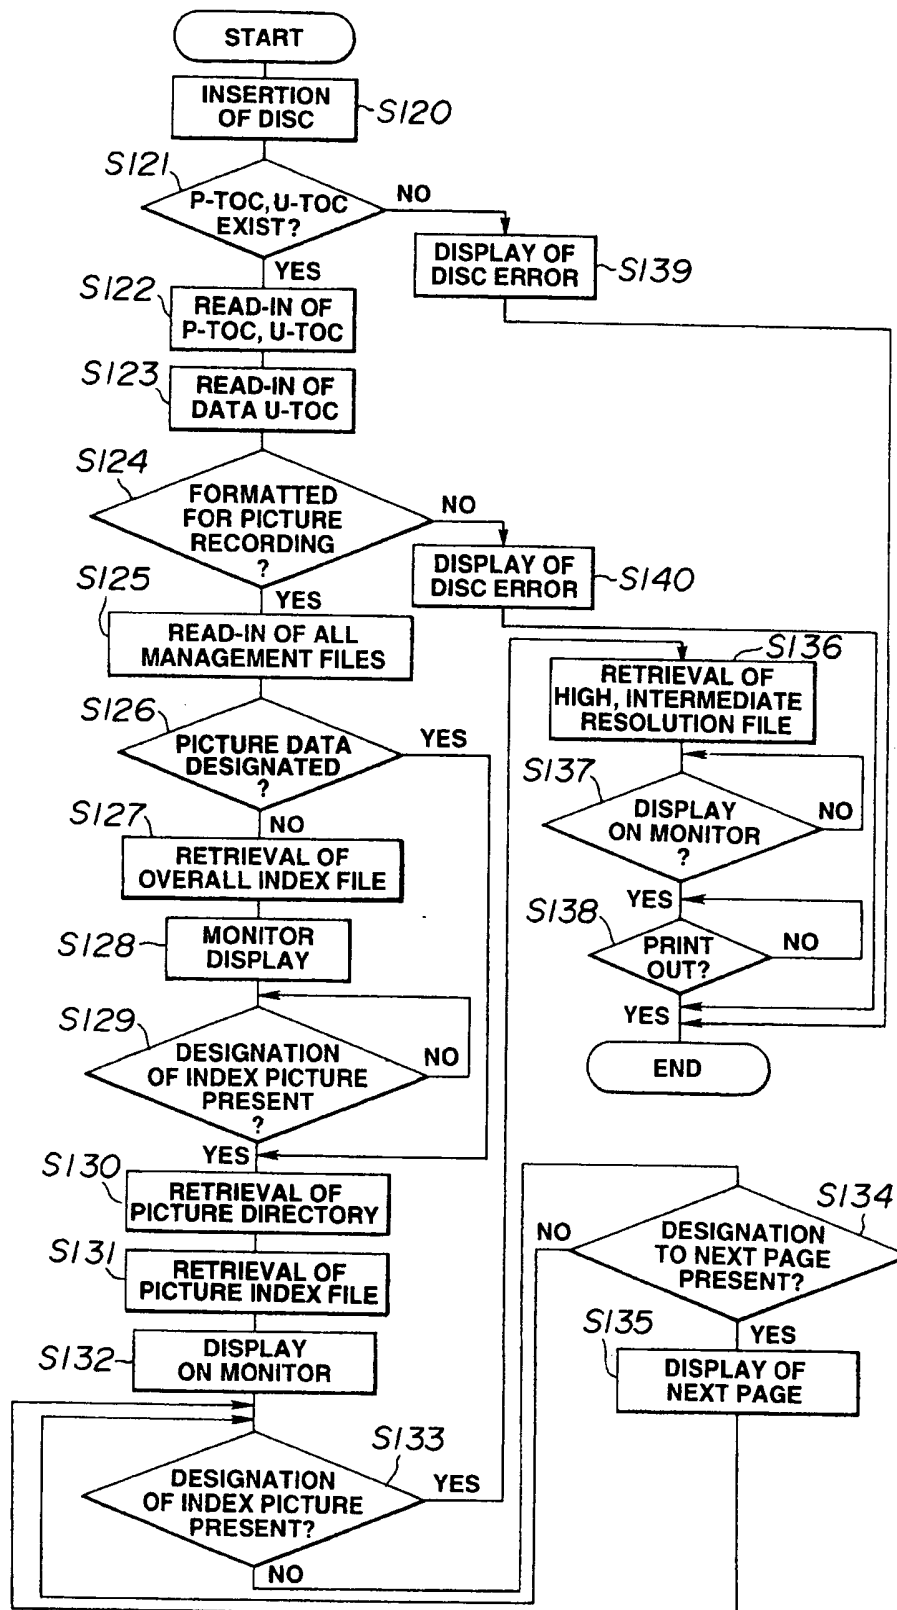 START
INSERTION
OF DISC
S120
S121
P-TOC, U-TOC
EXIST?
NO
YES
DISPLAY OF
DISC ERROR
S139
S122
READ-IN OF
P-TOC, U-TOC
S123
READ-IN OF
DATA U-TOC
S124
FORMATTED
FOR PICTURE
RECORDING
?
NO
YES
DISPLAY OF
DISC ERROR
S140
S125
READ-IN OF ALL
MANAGEMENT FILES
S126
PICTURE DATA
DESIGNATED
?
YES
NO
S127
RETRIEVAL OF
OVERALL INDEX FILE
S128
MONITOR
DISPLAY
S129
DESIGNATION
OF INDEX PICTURE
PRESENT
?
NO
YES
S130
RETRIEVAL OF
PICTURE DIRECTORY
S131
RETRIEVAL OF
PICTURE INDEX FILE
S132
DISPLAY
ON MONITOR
S133
DESIGNATION
OF INDEX PICTURE
PRESENT?
YES
NO
S134
DESIGNATION
TO NEXT PAGE
PRESENT?
NO
YES
S135
DISPLAY OF
NEXT PAGE
S136
RETRIEVAL OF
HIGH, INTERMEDIATE
RESOLUTION FILE
S137
DISPLAY
ON MONITOR
?
NO
YES
S138
PRINT
OUT?
NO
YES
END